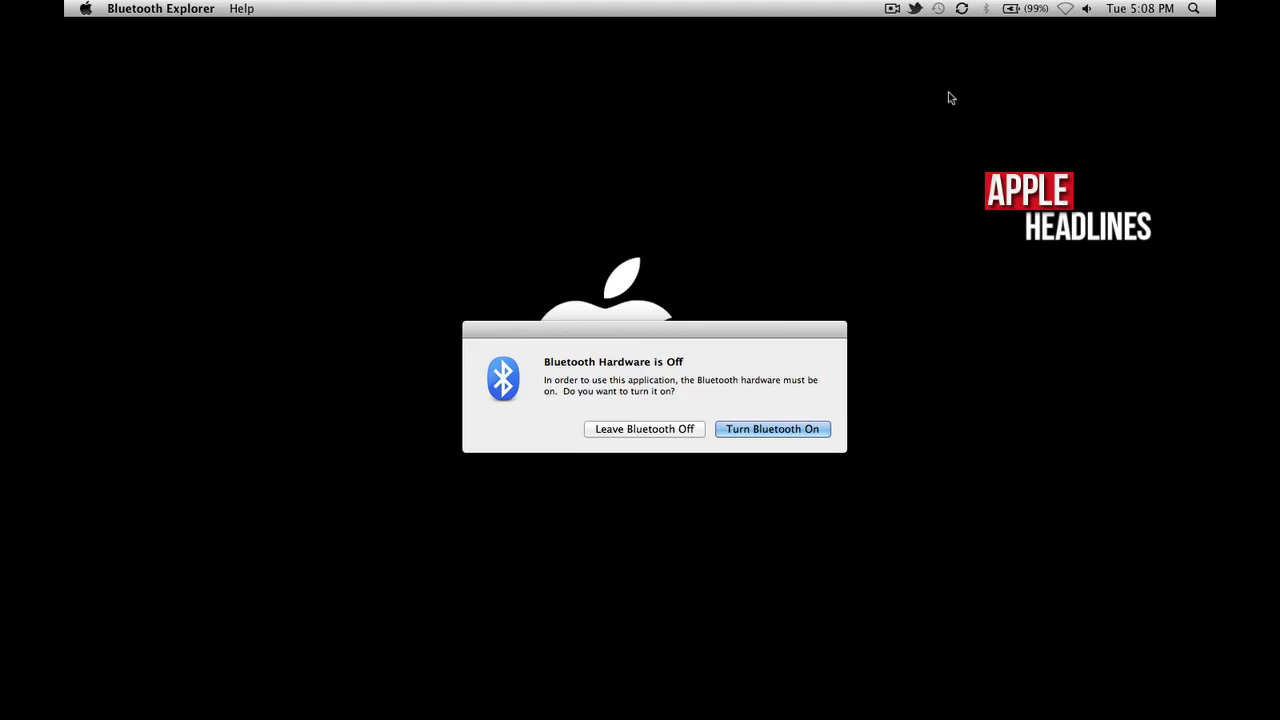 Bluetooth Explorer Help (99%) Tue 5:08 PM
APPLE
HEADLINES
Bluetooth Hardware is Off
In order to use this application, the Bluetooth hardware must be
on. Do you want to turn it on?
Leave Bluetooth Off Turn Bluetooth On